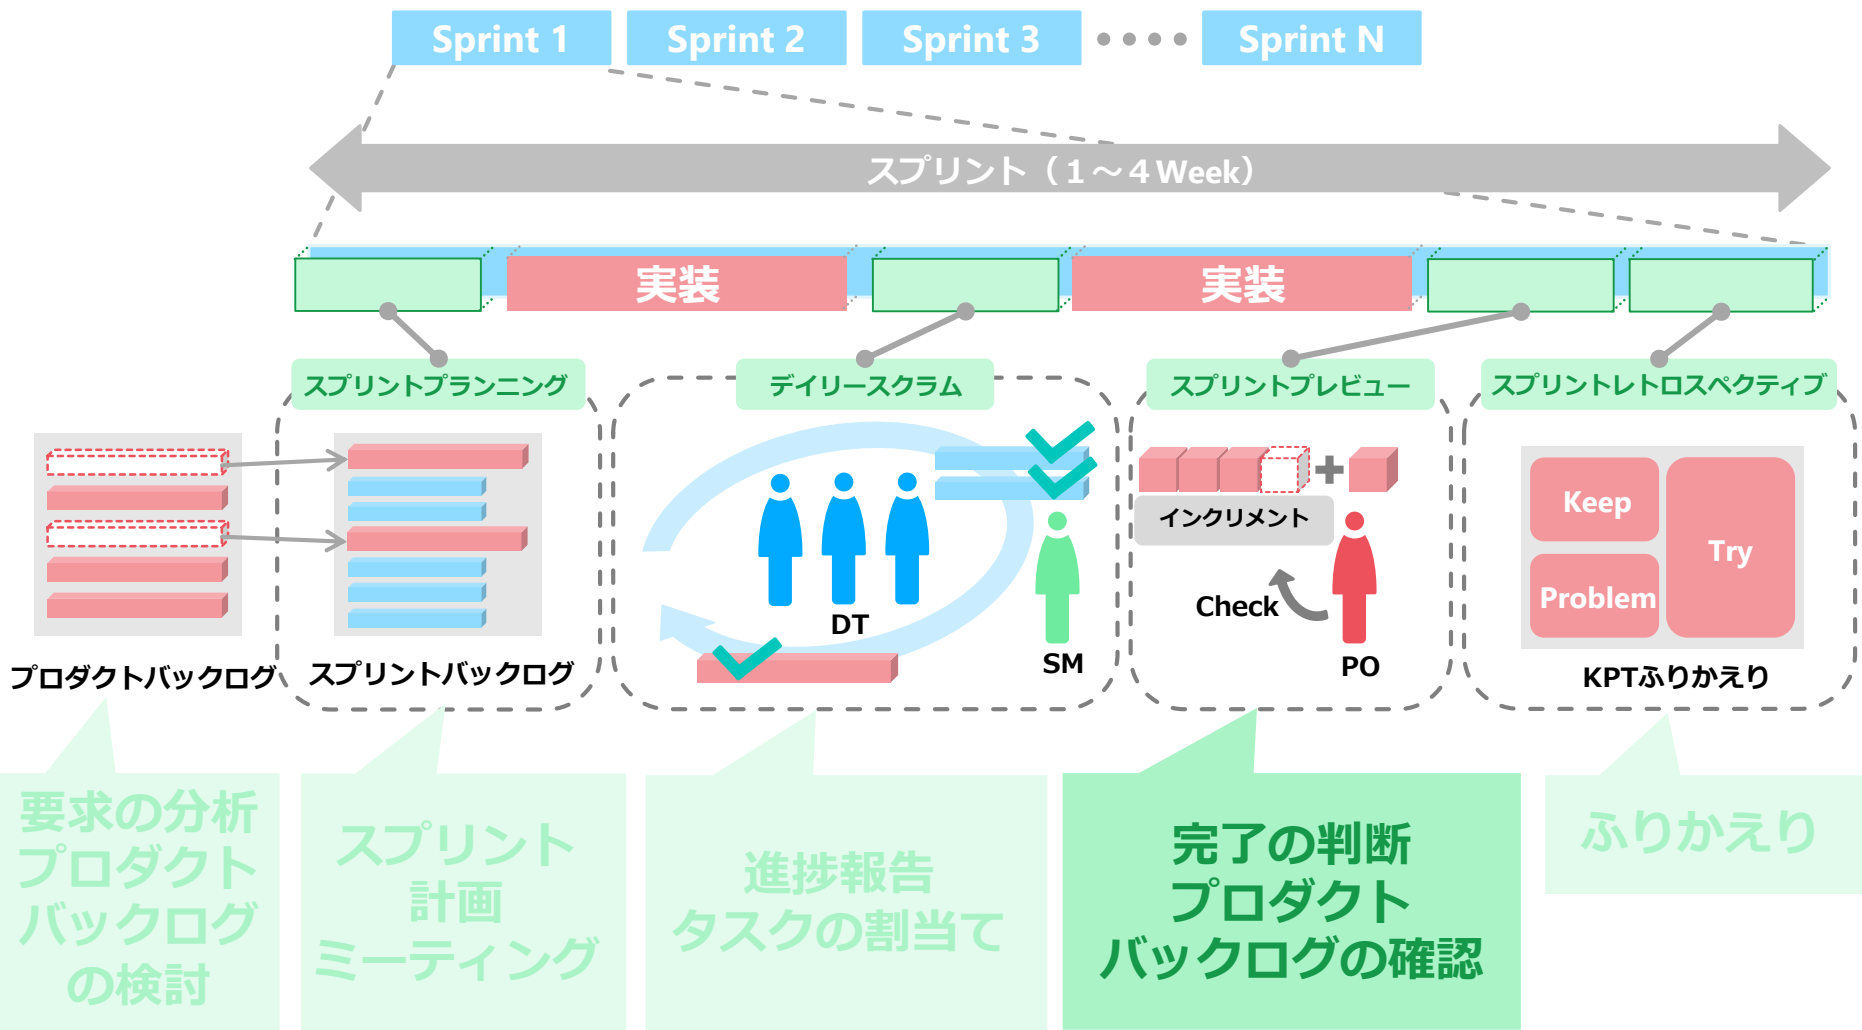 Sprint 1
Sprint 2
Sprint 3
Sprint N
スプリント（１～４Week）
実装
実装
スプリントプランニング
デイリースクラム
スプリントプレビュー
スプリントレトロスペクティブ
インクリメント
Keep
Problem
Try
Check
DT
SM
PO
プロダクトバックログ
スプリントバックログ
KPTふりかえり
要求の分析
プロダクト
バックログ
の検討
スプリント
計画
ミーティング
進捗報告
タスクの割当て
完了の判断
プロダクト
バックログの確認
ふりかえり